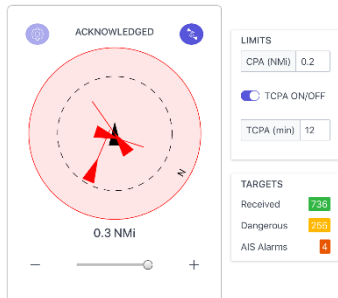 ACKNOWLEDGED
N
0.3 NMi
− +
LIMITS
CPA (NMi) 0.2
TCPA ON/OFF
TCPA (min) 12
TARGETS
Received 736
Dangerous 255
AIS Alarms 4